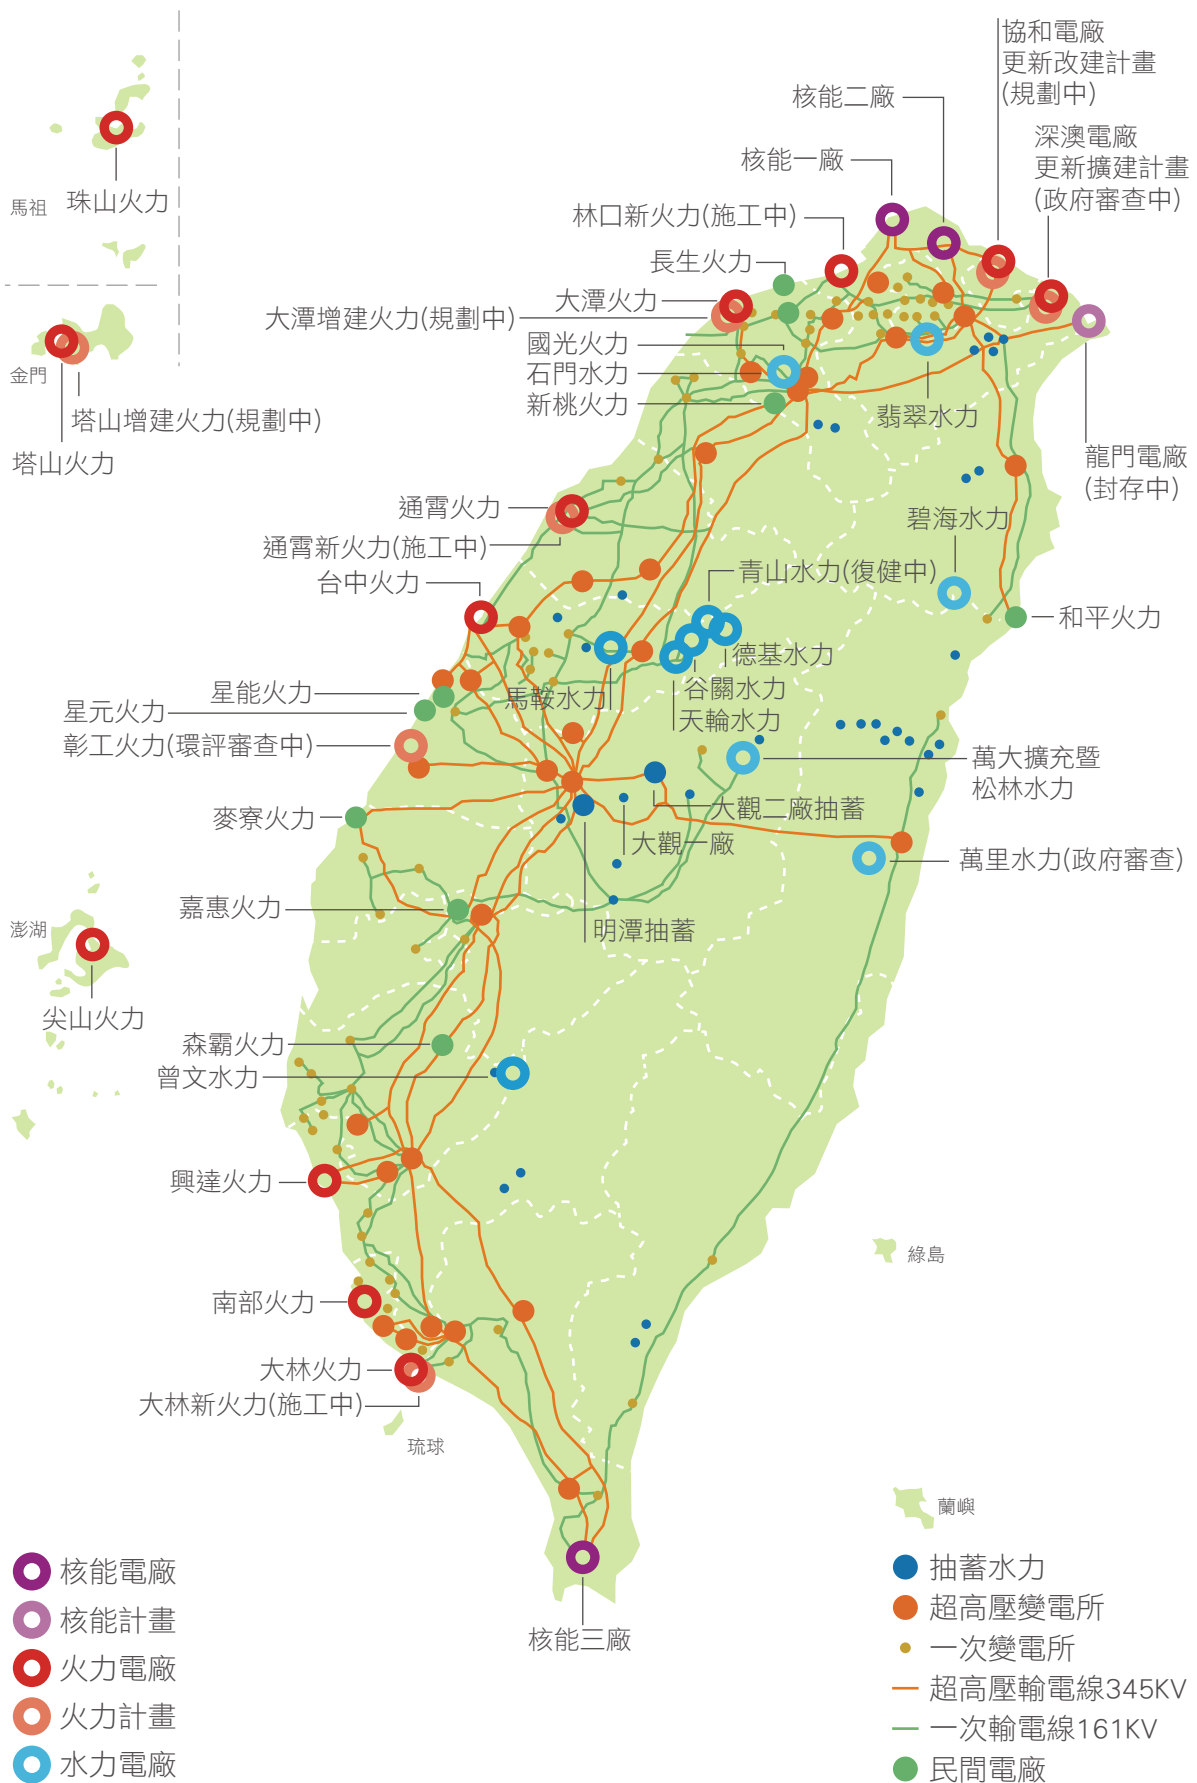 協和電廠
更新改建計畫
(規劃中)
核能二廠
深澳電廠
更新擴建計畫
(政府審查中)
核能一廠
馬祖
珠山火力
林口新火力(施工中)
長生火力
大潭火力
大潭增建火力(規劃中)
國光火力
石門水力
新桃火力
金門
塔山增建火力(規劃中)
塔山火力
翡翠水力
龍門電廠
(封存中)
通霄火力
通霄新火力(施工中)
碧海水力
台中火力
青山水力(復健中)
和平火力
德基水力
谷關水力
天輪水力
馬鞍水力
星能火力
星元火力
彰工火力(環評審查中)
萬大擴充暨
松林水力
大觀二廠抽蓄
麥寮火力
大觀一廠
萬里水力(政府審查)
嘉惠火力
明潭抽蓄
澎湖
尖山火力
森霸火力
曾文水力
興達火力
綠島
南部火力
大林火力
大林新火力(施工中)
琉球
蘭嶼
核能三廠
核能電廠
核能計畫
火力電廠
火力計畫
水力電廠
抽蓄水力
超高壓變電所
一次變電所
超高壓輸電線345KV
一次輸電線161KV
民間電廠